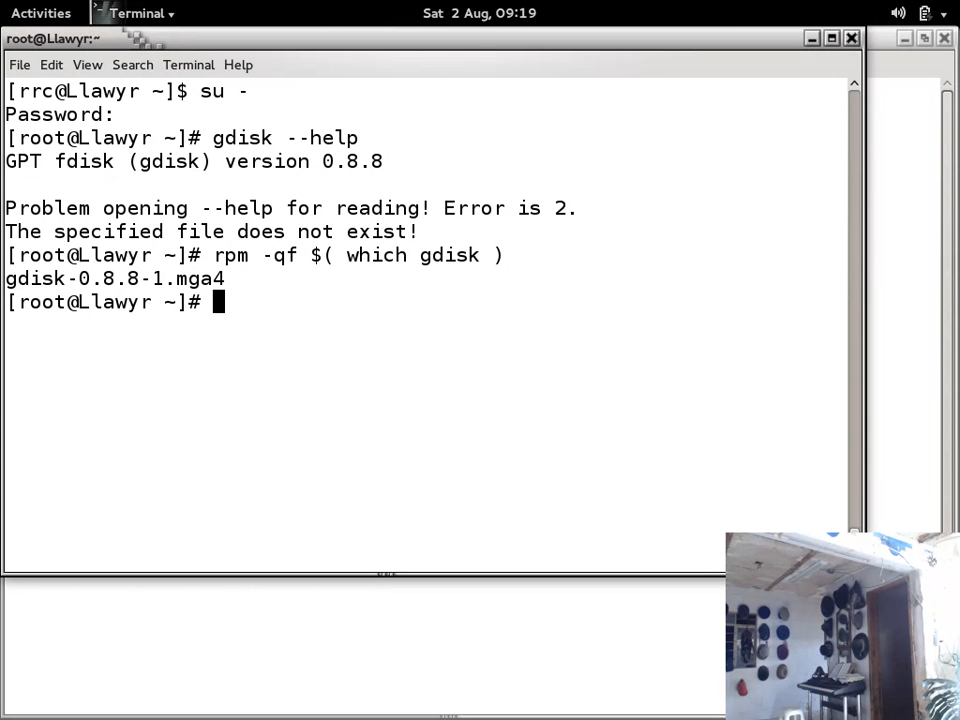 Activities Terminal Sat 2 Aug, 09:19
root@Llawyr:~
File Edit View Search Terminal Help
[rrc@Llawyr ~]$ su -
Password:
[root@Llawyr ~]# gdisk --help
GPT fdisk (gdisk) version 0.8.8
Problem opening --help for reading! Error is 2.
The specified file does not exist!
[root@Llawyr ~]# rpm -qf $( which gdisk )
gdisk-0.8.8-1.mga4
[root@Llawyr ~]#